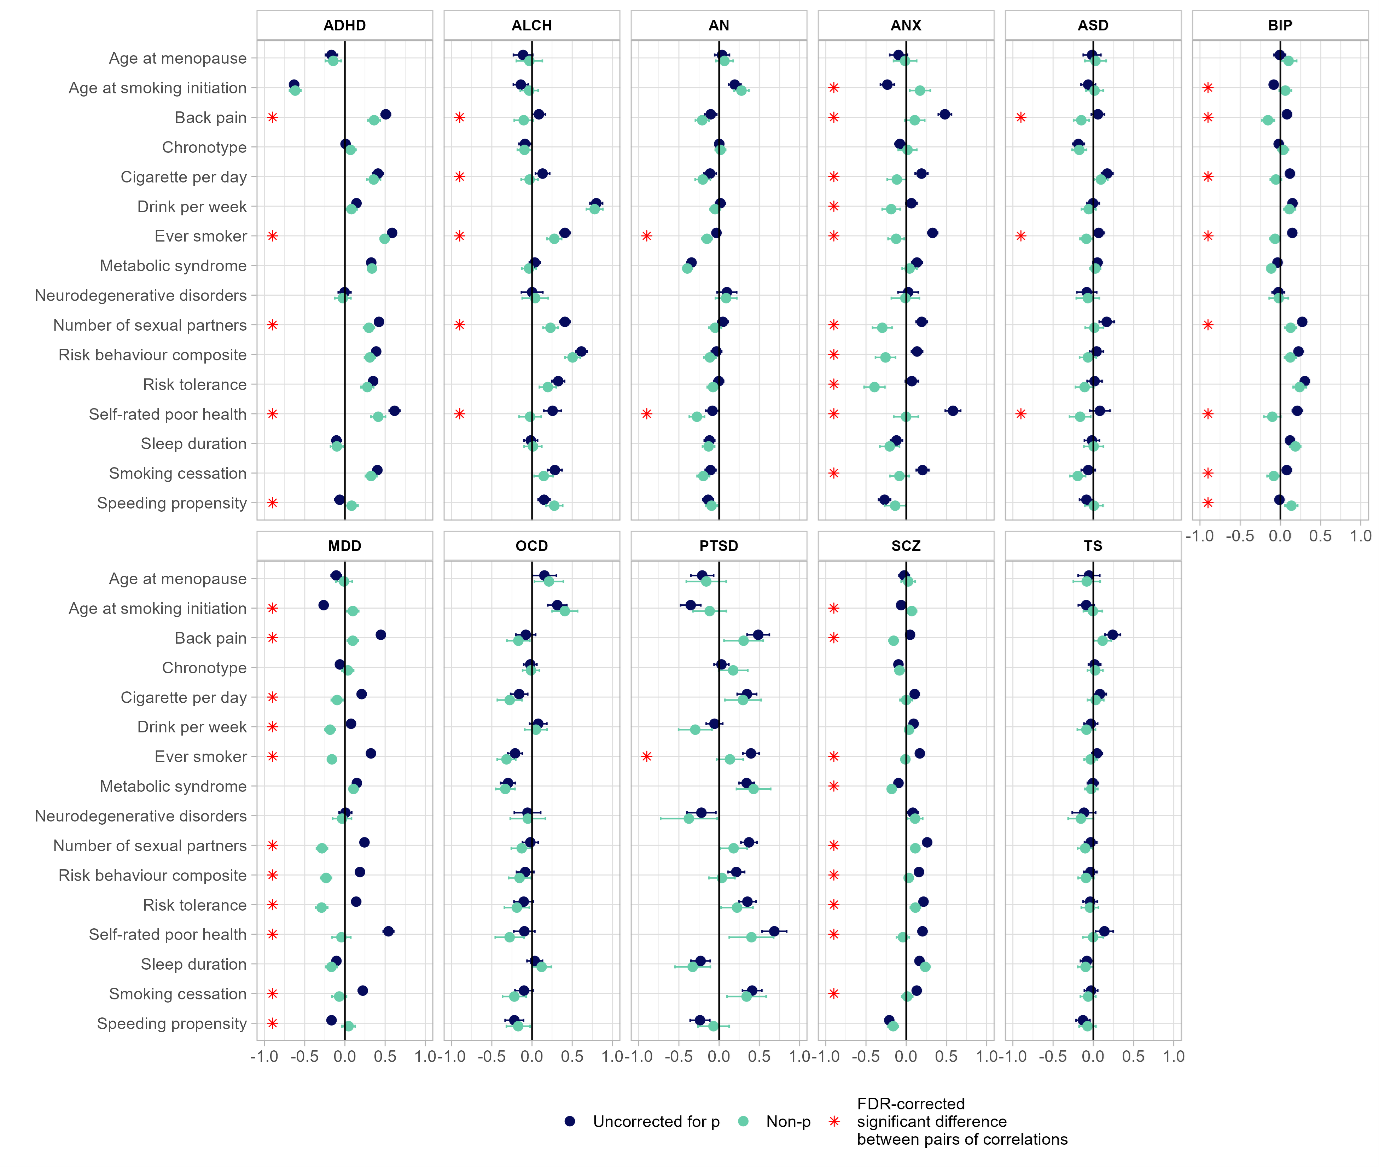 ADHD ALCH AN ANX ASD BIP
Age at menopause
Age at smoking initiation
Back pain
Chronotype
Cigarette per day
Drink per week
Ever smoker
Metabolic syndrome
Neurodegenerative disorders
Number of sexual partners
Risk behaviour composite
Risk tolerance
Self-rated poor health
Sleep duration
Smoking cessation
Speeding propensity
-1.0 -0.5 0.0 0.5 1.0
MDD OCD PTSD SCZ TS
Age at menopause
Age at smoking initiation
Back pain
Chronotype
Cigarette per day
Drink per week
Ever smoker
Metabolic syndrome
Neurodegenerative disorders
Number of sexual partners
Risk behaviour composite
Risk tolerance
Self-rated poor health
Sleep duration
Smoking cessation
Speeding propensity
-1.0 -0.5 0.0 0.5 1.0 -0.5 0.0 0.5 1.0 -1.0 -0.5 0.0 0.5 1.0 -1.0 -0.5 0.0 0.5 1.0 -1.0 -0.5 0.0 0.5 1.0
Uncorrected for p Non-p
FDR-corrected
significant difference
between pairs of correlations